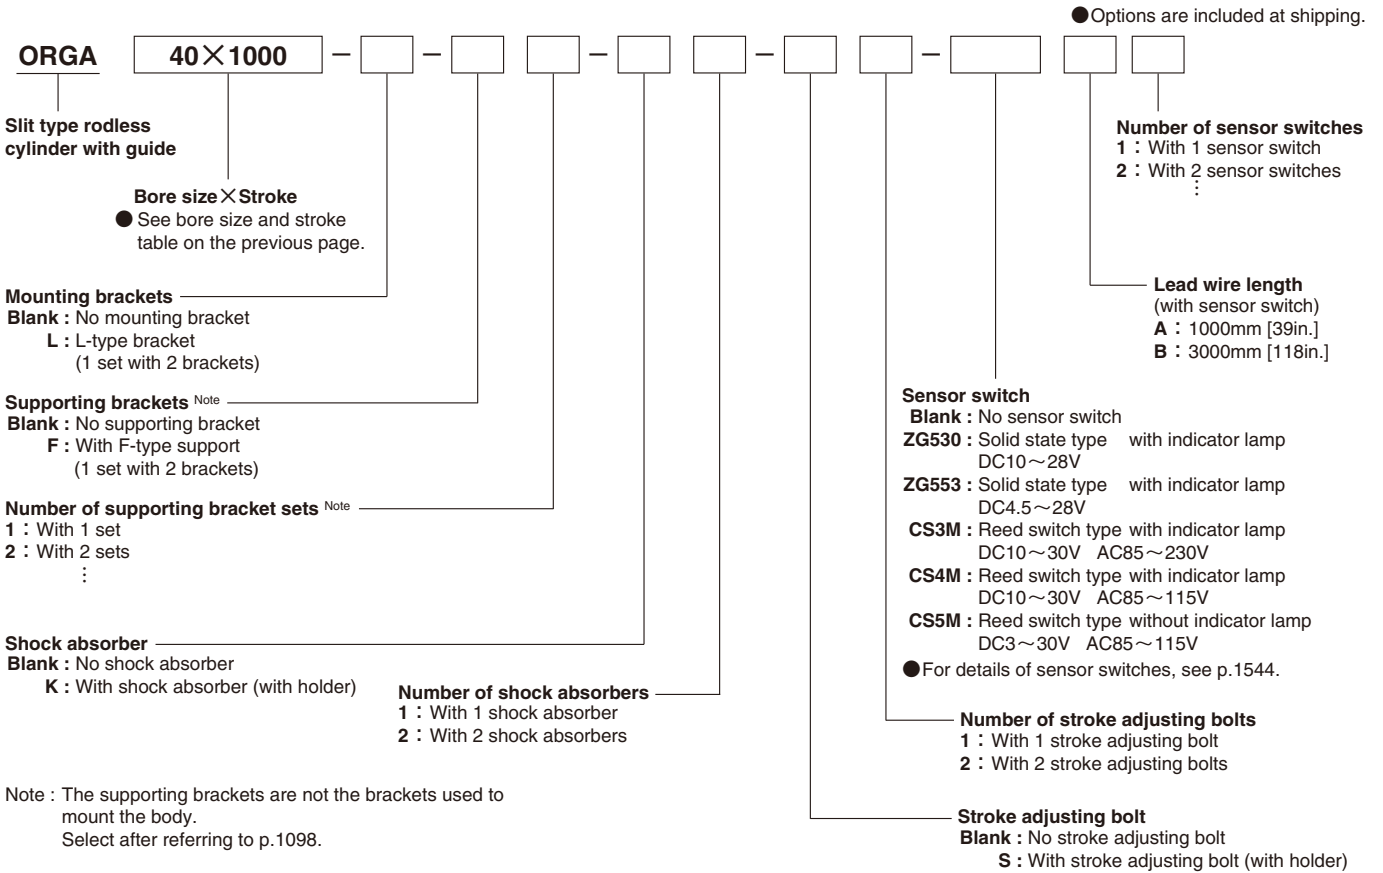 ●Options are included at shipping.
ORGA 40×1000 − − − − −
Slit type rodless
cylinder with guide
Bore size×Stroke
●See bore size and stroke
table on the previous page.
Mounting brackets
Blank : No mounting bracket
L : L-type bracket
(1 set with 2 brackets)
Supporting brackets Note
Blank : No supporting bracket
F : With F-type support
(1 set with 2 brackets)
Number of supporting bracket sets Note
1 : With 1 set
2 : With 2 sets
⋮
Shock absorber
Blank : No shock absorber
K : With shock absorber (with holder)
Number of shock absorbers
1 : With 1 shock absorber
2 : With 2 shock absorbers
Note : The supporting brackets are not the brackets used to
mount the body.
Select after referring to p.1098.
Number of sensor switches
1 : With 1 sensor switch
2 : With 2 sensor switches
⋮
Lead wire length
(with sensor switch)
A : 1000mm [39in.]
B : 3000mm [118in.]
Sensor switch
Blank : No sensor switch
ZG530 : Solid state type with indicator lamp
DC10～28V
ZG553 : Solid state type with indicator lamp
DC4.5～28V
CS3M : Reed switch type with indicator lamp
DC10～30V AC85～230V
CS4M : Reed switch type with indicator lamp
DC10～30V AC85～115V
CS5M : Reed switch type without indicator lamp
DC3～30V AC85～115V
●For details of sensor switches, see p.1544.
Number of stroke adjusting bolts
1 : With 1 stroke adjusting bolt
2 : With 2 stroke adjusting bolts
Stroke adjusting bolt
Blank : No stroke adjusting bolt
S : With stroke adjusting bolt (with holder)